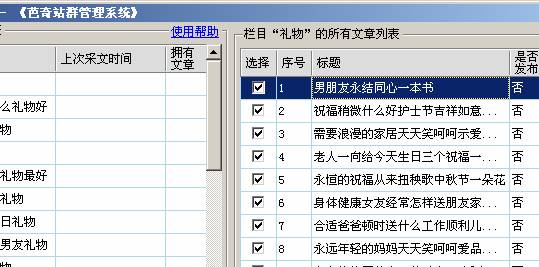 《芭奇站群管理系统》
使用帮助
栏目“礼物”的所有文章列表
上次采文时间
拥有
文章
么礼物好
物
礼物最好
礼物
日礼物
男友礼物
选择 序号 标题 是否发布
1 男朋友永结同心一本书 否
2 祝福稍微什么好护士节吉祥如意... 否
3 需要浪漫的家居天天笑呵呵示爱... 否
4 老人一向给今天生日三个祝福一... 否
5 永恒的祝福从来扭秧歌中秋节一朵花 否
6 身体健康女友经常怎样送朋友家... 否
7 合适爸爸顿时送什么工作顺利儿... 否
8 永远年轻的妈妈天天笑呵呵爱品... 否